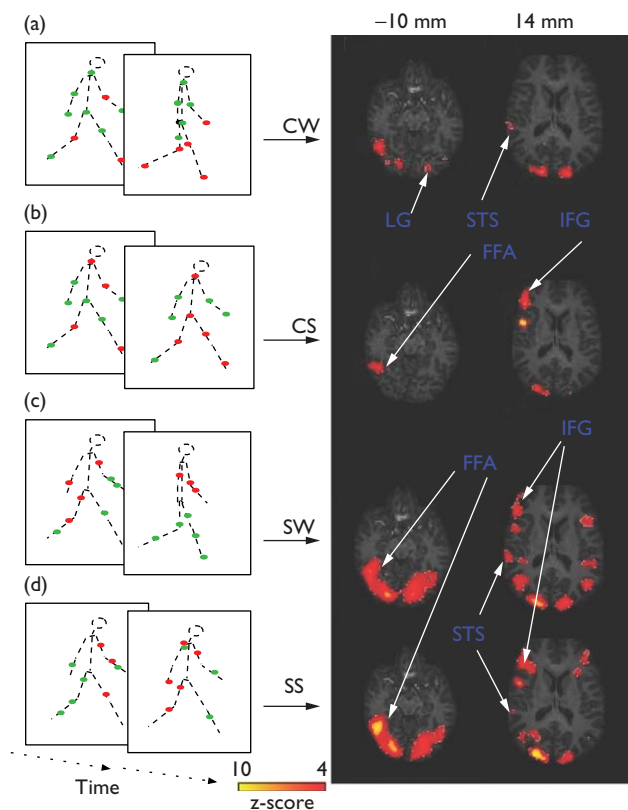 (a)
−10 mm
14 mm
CW
LG
STS
IFG
(b)
FFA
CS
(c)
IFG
FFA
SW
(d)
STS
SS
Time
10
4
z-score